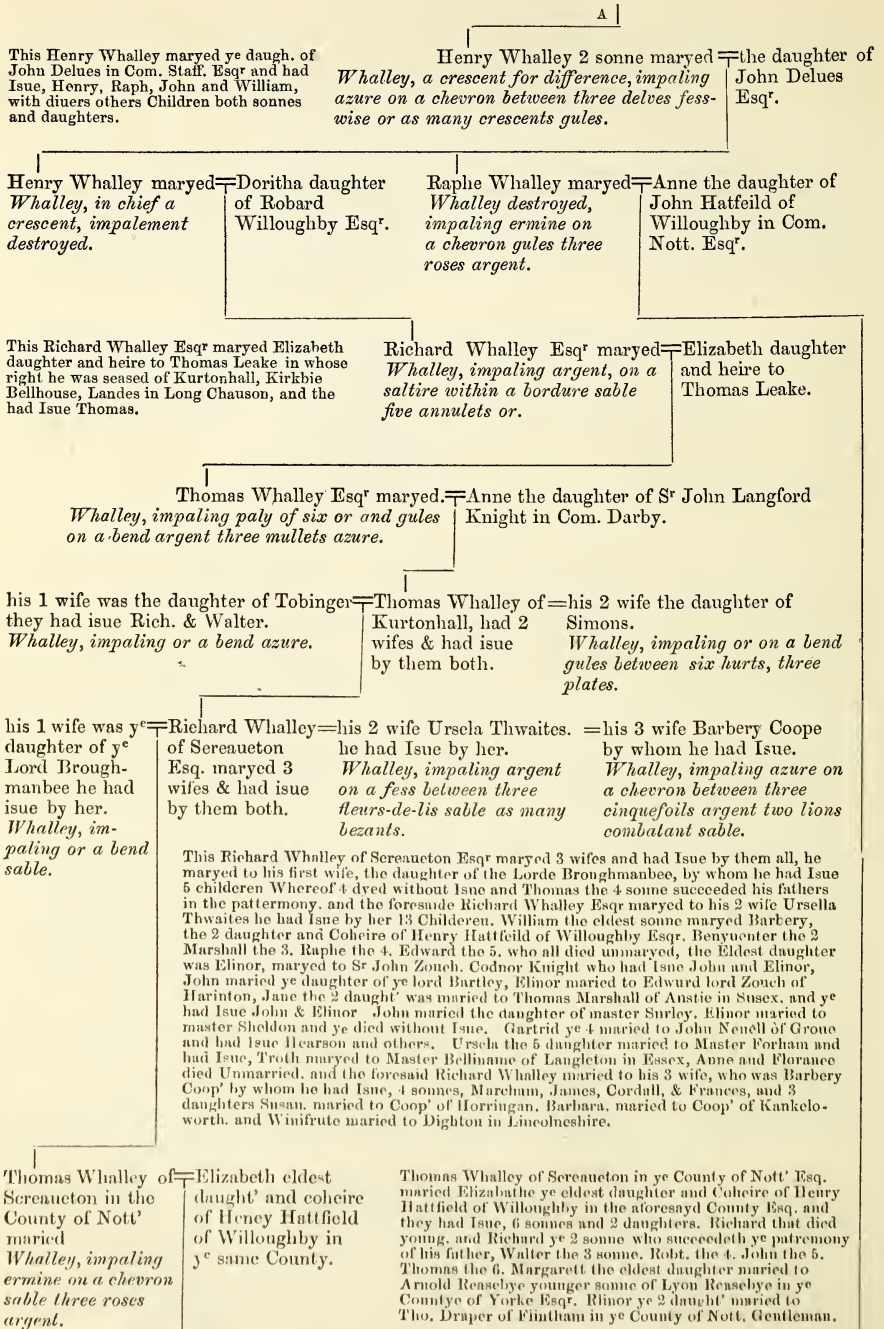 A
This Henry Whalley maryed ye daugh. of
John Delues in Com. Staff. Esqr and had
Isue, Henry, Raph, John and William,
with diuers others Children both sonnes
and daughters.
Henry Whalley 2 sonne maryed
Whalley, a crescent for difference, impaling
azure on a chevron between three delves fess-
wise or as many crescents gules.
the daughter of
John Delues
Esqr.
Henry Whalley maryed
Whalley, in chief a
crescent, impalement
destroyed.
Doritha daughter
of Robard
Willoughby Esqr.
Raphe Whalley maryed
Whalley destroyed,
impaling ermine on
a chevron gules three
roses argent.
Anne the daughter of
John Hatfeild of
Willoughby in Com.
Nott. Esqr.
This Richard Whalley Esqr maryed Elizabeth
daughter and heire to Thomas Leake in whose
right he was seased of Kurtonhall, Kirkbie
Bellhouse, Landes in Long Chauson, and the
had Isue Thomas.
Richard Whalley Esqr maryed
Whalley, impaling argent, on a
saltire within a bordure sable
five annulets or.
Elizabeth daughter
and heire to
Thomas Leake.
Thomas Whalley Esqr maryed.
Whalley, impaling paly of six or and gules
on a bend argent three mullets azure.
Anne the daughter of Sr John Langford
Knight in Com. Darby.
his 1 wife was the daughter of Tobinger
they had isue Rich. & Walter.
Whalley, impaling or a bend azure.
Thomas Whalley of
Kurtonhall, had 2
wifes & had isue
by them both.
=his 2 wife the daughter of
Simons.
Whalley, impaling or on a bend
gules between six hurts, three
plates.
his 1 wife was ye
daughter of ye
Lord Brough-
manbee he had
isue by her.
Whalley, im-
paling or a bend
sable.
Richard Whalley
of Sereaueton
Esq. maryed 3
wifes & had isue
by them both.
=his 2 wife Ursela Thwaites.
he had Isue by her.
Whalley, impaling argent
on a fess between three
fleurs-de-lis sable as many
bezants.
=his 3 wife Barbery Coope
by whom he had Isue.
Whalley, impaling azure on
a chevron between three
cinquefoils argent two lions
combatant sable.
This Richard Whalley of Screaucton Esqr maryed 3 wifes and had Isue by them all, he
maryed to his first wife, the daughter of the Lorde Broughmanbee, by whom he had Isue
5 childeren Whereof 4 dyed without Isue and Thomas the 4 sonne succeeded his fathers
in the pattermony. and the foresaide Richard Whalley Esqr maryed to his 2 wife Ursella
Thwaites he had Isue by her 13 Childeren. William the eldest sonne maryed Barbery,
the 2 daughter and Coheire of Henry Hattfeild of Willoughby Esqr. Benyuenter the 2
Marshall the 3. Raphe the 4. Edward the 5. who all died unmaryed, the Eldest daughter
was Elinor, maryed to Sr John Zouch. Codnor Knight who had Isue John and Elinor,
John maried ye daughter of ye lord Bartley, Elinor maried to Edwurd lord Zouch of
Harinton, Jane the 2 daught' was maried to Thomas Marshall of Anstie in Susex. and ye
had Isue John & Elinor John maried the daughter of master Surley. Elinor maried to
master Sheldon and ye died without Isue. Gartrid ye 4 maried to John Neuell of Groue
and had Isue Hearson and others. Ursela the 5 daughter maried to Master Forham and
had Isue, Troth maryed to Master Belliname of Langleton in Essex, Anne and Florance
died Unmarried. and the foresaid Richard Whalley maried to his 3 wife, who was Barbery
Coop' by whom he had Isue, 4 sonnes, Marcham, James, Cordall, & Frances, and 3
daughters Susan. maried to Coop' of Horringan. Barbara. maried to Coop' of Kankelo-
worth. and Winifrute maried to Dighton in Lincolneshire.
Thomas Whalley of
Screaueton in the
County of Nott'
maried
Whalley, impaling
ermine on a chevron
sable three roses
argent.
Elizabeth eldest
daught' and coheire
of Heney Hattfield
of Willoughby in
ye same County.
Thomas Whalley of Screaucton in ye County of Nott' Esq.
maried Elizabathe ye eldest daughter and Coheire of Henry
Hattfield of Willoughby in the aforesayd County Esq. and
they had Isue, 6 sonnes and 2 daughters. Richard that died
young. and Richard ye 2 sonne who succeedeth ye patremony
of his father, Walter the 3 sonne. Robt. the 4. John the 5.
Thomas the 6. Margarett the eldest daughter maried to
Arnold Reasebye younger sonne of Lyon Reasebye in ye
Countye of Yorke Esqr. Elinor ye 2 daught' maried to
Tho. Draper of Flintham in ye County of Nott. Gentleman.